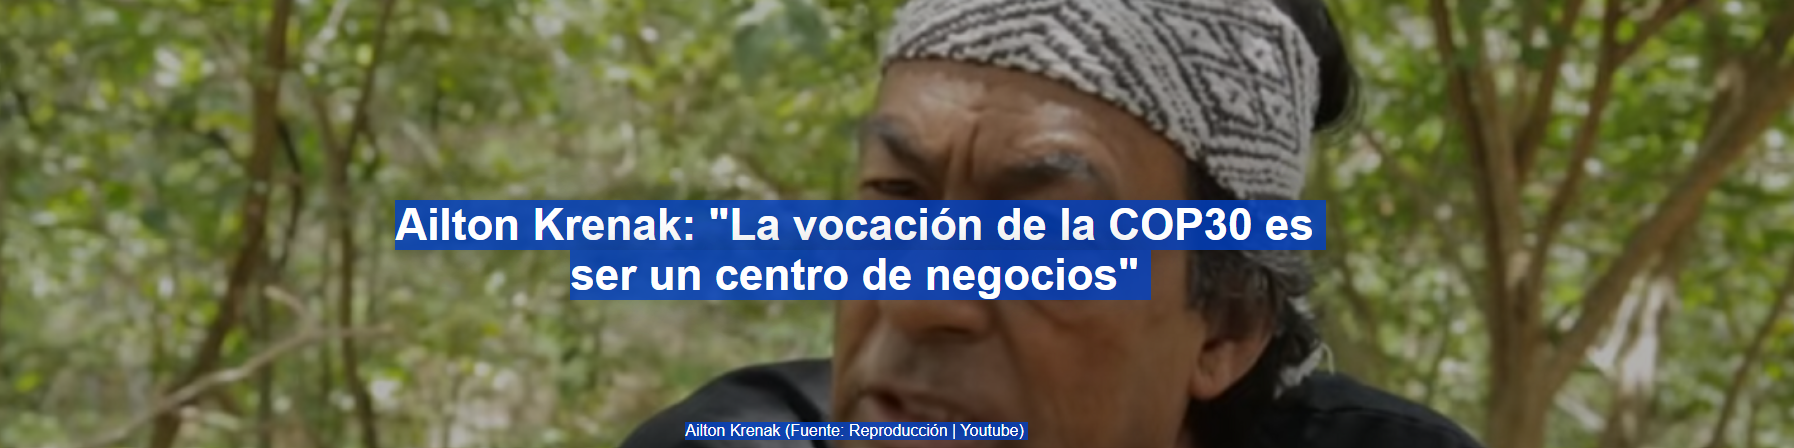 Ailton Krenak: "La vocación de la COP30 es
ser un centro de negocios"
Ailton Krenak (Fuente: Reproducción | Youtube)